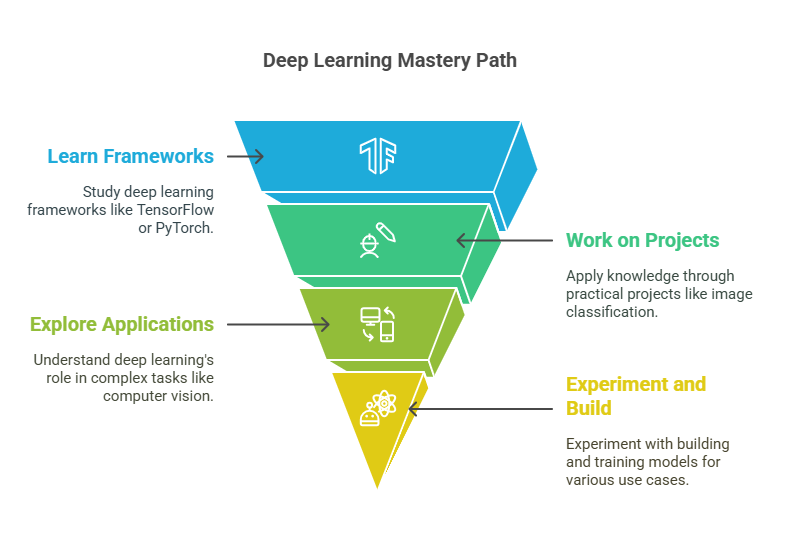 Deep Learning Mastery Path
Learn Frameworks
Study deep learning
frameworks like TensorFlow
or PyTorch.
Work on Projects
Apply knowledge through
practical projects like image
classification.
Explore Applications
Understand deep learning's
role in complex tasks like
computer vision.
Experiment and
Build
Experiment with building
and training models for
various use cases.